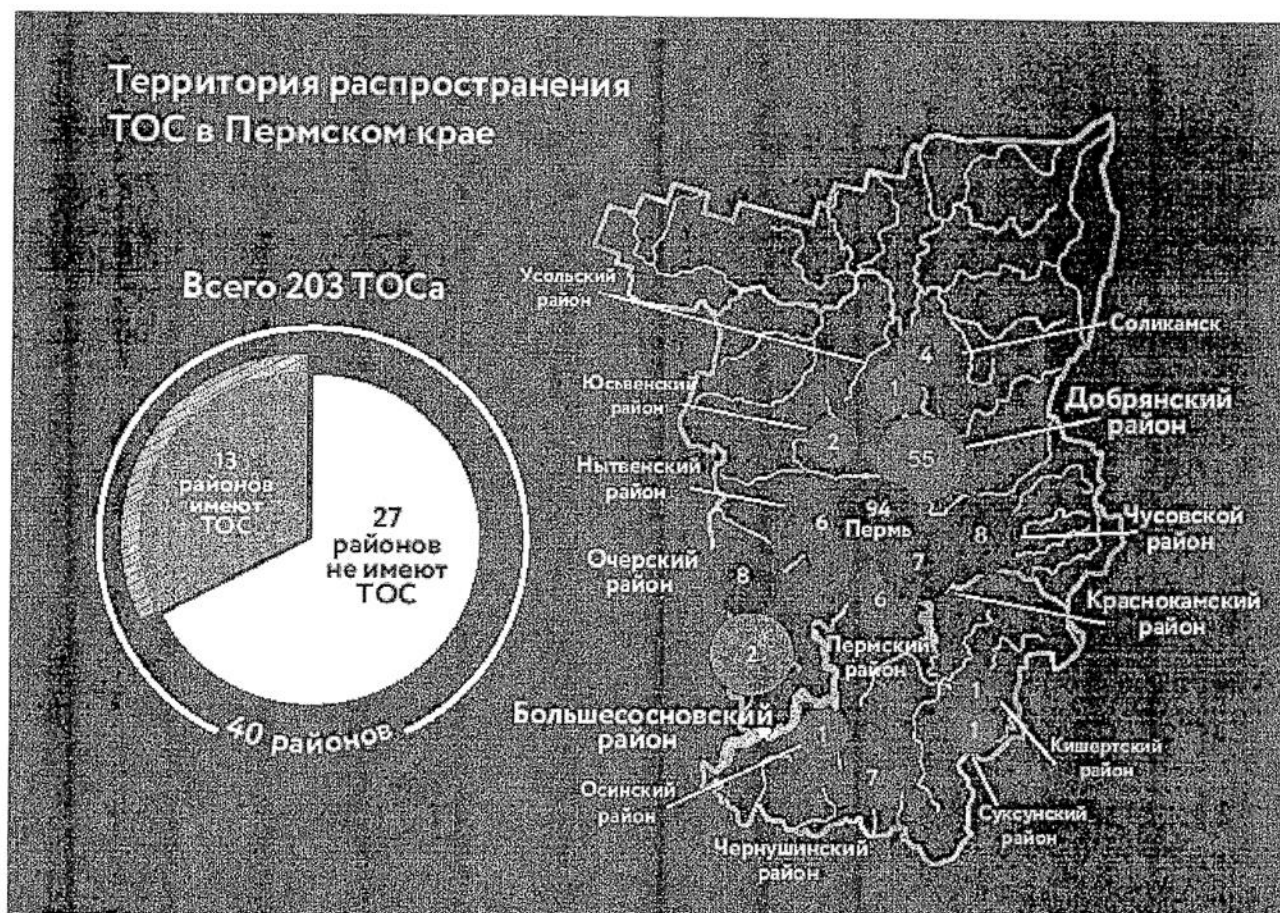 Территория распространения
ТОС в Пермском крае
Всего 203 ТОСа
13
районов
имеют
ТОС
27
районов
не имеют
ТОС
40 районов
Усольский
район
Соликамск
4
1
Юсьвенский
район
Добрянский
район
2
55
Нытвенский
район
94
Пермь
6
8
Чусовской
район
Очерский
район
7
8
6
Краснокамский
район
2
Пермский
район
1
Большесосновский
район
1
1
Кишертский
район
Осинский
район
7
Суксунский
район
Чернушинский
район